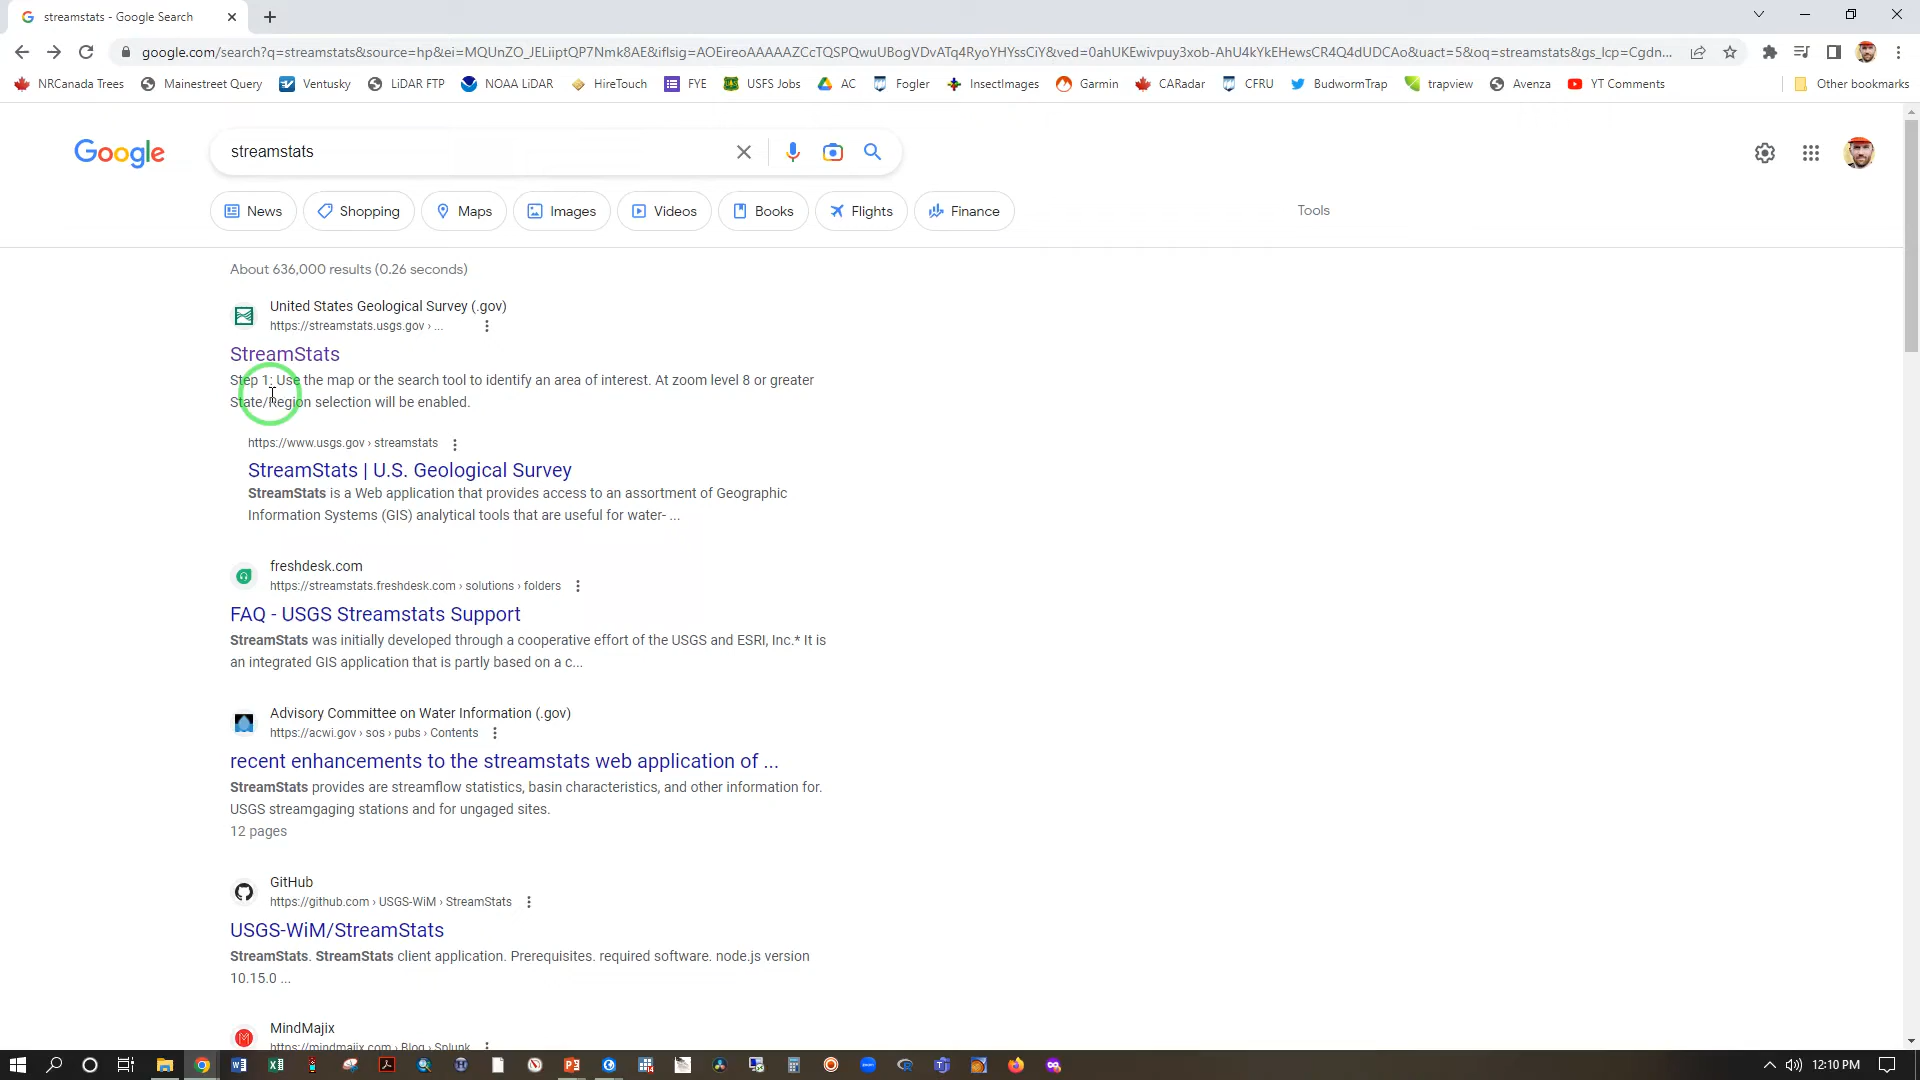 streamstats - Google Search
google.com/search?q=streamstats&source=hp&ei=MQUnZO_JELiiptQP7Nmk8AE&iflsig=AOEireoAAAAAZCcTQSPQwuUBogVDvATq4RyoYHYssCiY&ved=0ahUKEwivpuy3xob-AhU4kYkEHewsCR4Q4dUDCAo&uact=5&oq=streamstats&gs_lcp=Cgdn...
NRCanada Trees Mainestreet Query Ventusky LiDAR FTP NOAA LiDAR HireTouch FYE USFS Jobs AC Fogler InsectImages Garmin CARadar CFRU BudwormTrap trapview Avenza YT Comments Other bookmarks
Google streamstats
News Shopping Maps Images Videos Books Flights Finance Tools
About 636,000 results (0.26 seconds)
United States Geological Survey (.gov)
https://streamstats.usgs.gov › ...
StreamStats
Step 1: Use the map or the search tool to identify an area of interest. At zoom level 8 or greater
State/Region selection will be enabled.
https://www.usgs.gov › streamstats
StreamStats | U.S. Geological Survey
StreamStats is a Web application that provides access to an assortment of Geographic
Information Systems (GIS) analytical tools that are useful for water- ...
freshdesk.com
https://streamstats.freshdesk.com › solutions › folders
FAQ - USGS Streamstats Support
StreamStats was initially developed through a cooperative effort of the USGS and ESRI, Inc.* It is
an integrated GIS application that is partly based on a c...
Advisory Committee on Water Information (.gov)
https://acwi.gov › sos › pubs › Contents
recent enhancements to the streamstats web application of ...
StreamStats provides are streamflow statistics, basin characteristics, and other information for.
USGS streamgaging stations and for ungaged sites.
12 pages
GitHub
https://github.com › USGS-WiM › StreamStats
USGS-WiM/StreamStats
StreamStats. StreamStats client application. Prerequisites. required software. node.js version
10.15.0 ...
MindMajix
https://mindmajix.com › Blog › Splunk
12:10 PM